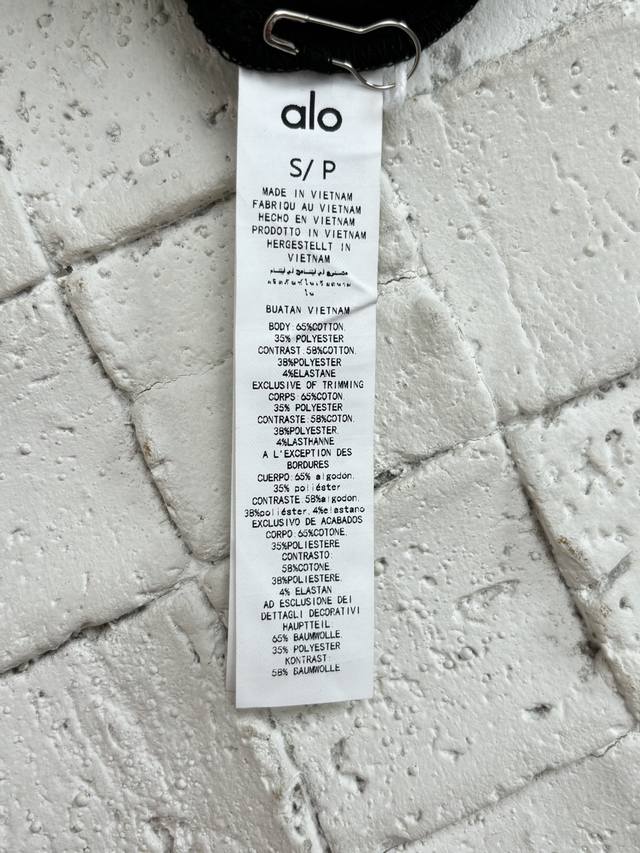 alo
S/ P
MADE IN VIETNAM
FABRIQU AU VIETNAM
HECHO EN VIETNAM
PRODOTTO IN VIETNAM
HERGESTELLT IN
VIETNAM
BUATAN VIETNAM
BODY:65%COTTON.
35% POLYESTER
CONTRAST:58%COTTON.
38%POLYESTER
4%ELASTANE
EXCLUSIVE OF TRIMMING
CORPS:65%COTON.
35% POLYESTER
CONTRASTE:58%COTON.
38%POLYESTER.
4%LASTHANNE
A L'EXCEPTION DES
BORDURES
CUERPO:65% algodón.
35% poliéster
CONTRASTE:58%algodón.
38%poliéster. 4%elastano
EXCLUSIVO DE ACABADOS
CORPO:65%COTONE.
35%POLIESTERE
CONTRASTO:
58%COTONE.
38%POLIESTERE.
4% ELASTAN
AD ESCLUSIONE DEI
DETTAGLI DECORATIVI
HAUPTTEIL:
65% BAUMWOLLE.
35% POLYESTER
KONTRAST:
58% BAUMWOLLE